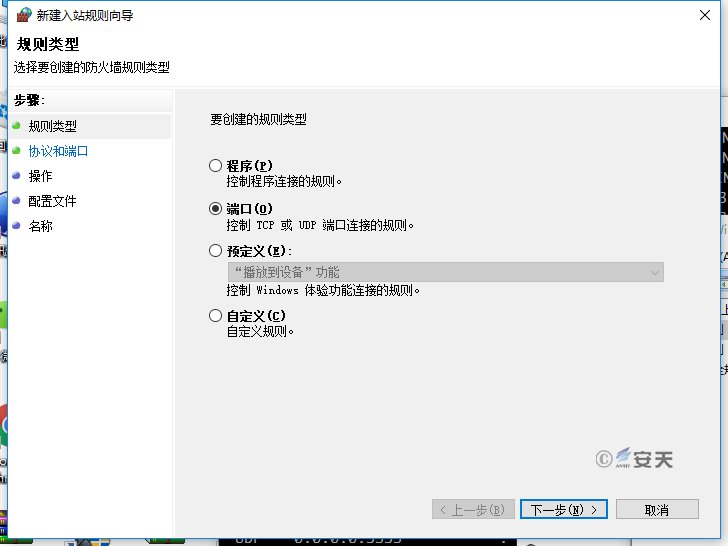 新建入站规则向导
规则类型
选择要创建的防火墙规则类型
步骤:
规则类型
协议和端口
操作
配置文件
名称
要创建的规则类型
程序(P)
控制程序连接的规则。
端口(O)
控制 TCP 或 UDP 端口连接的规则。
预定义(E):
“播放到设备”功能
控制 Windows 体验功能连接的规则。
自定义(C)
自定义规则。
© 安天
ANTIY
< 上一步(B)
下一步(N) >
取消